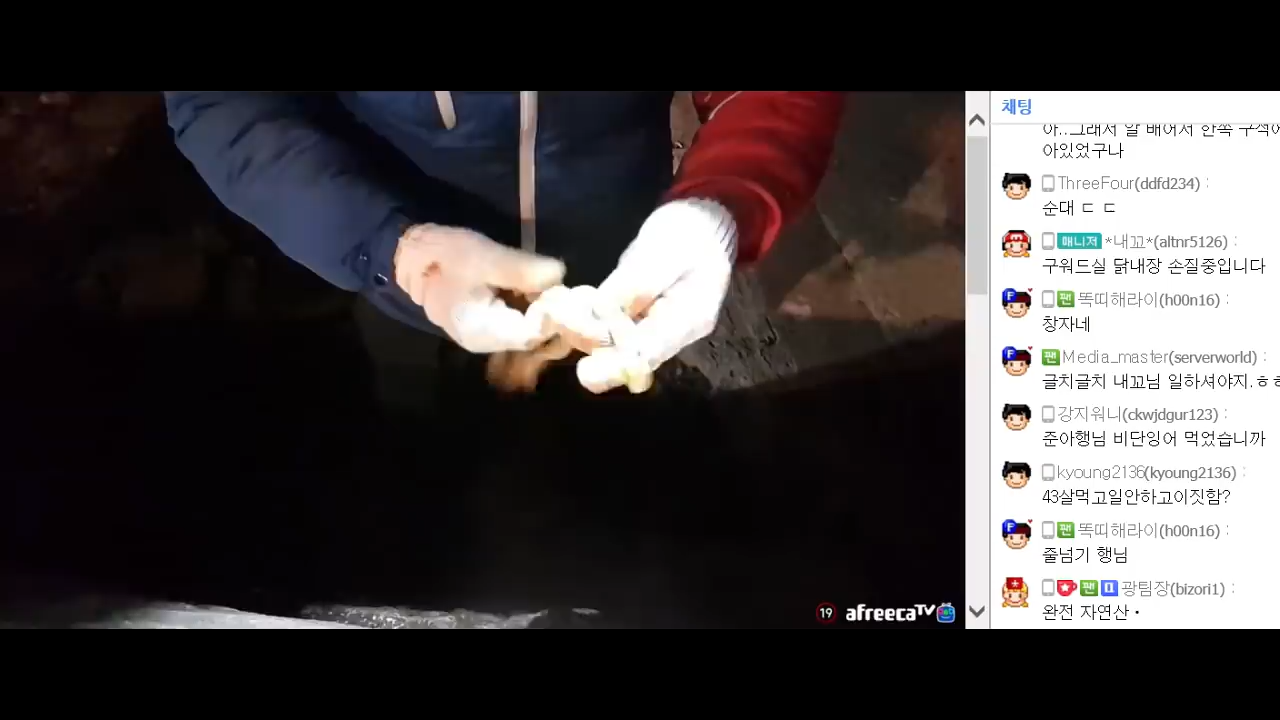 채팅
아..그래서 알 배어서 한쪽 구석에
아있었구나
ThreeFour(ddfd234) :
순대 ㄷ ㄷ
매니저 *내꼬*(altnr5126) :
구워드실 닭내장 손질중입니다
팬 똑띠해라이(h00n16) :
창자네
팬 Media_master(serverworld) :
글치글치 내꼬님 일하셔야지.ㅎㅎ
강지워니(ckwjdgur123) :
준아행님 비단잉어 먹었습니까
kyoung2136(kyoung2136) :
43살먹고일안하고이짓함?
팬 똑띠해라이(h00n16) :
줄넘기 행님
팬 광팀장(bizori1) :
완전 자연산·
19 afreecaTV